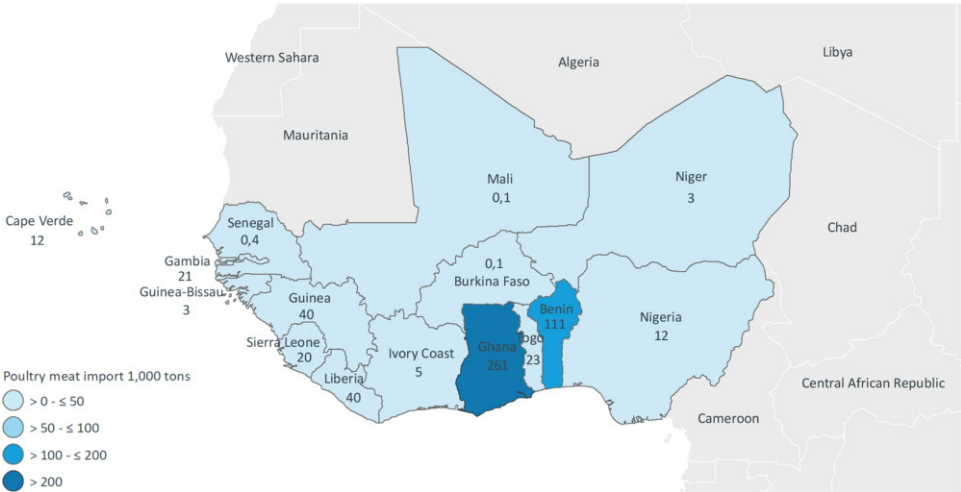 Western Sahara
Algeria
Libya
Mauritania
Mali
0,1
Niger
3
Cape Verde
12
Senegal
0,4
Chad
Gambia
21
Guinea-Bissau
3
0,1
Burkina Faso
Guinea
40
Benin
111
Nigeria
12
Sierra Leone
20
Ivory Coast
5
Ghana
261
Togo
23
Liberia
40
Central African Republic
Cameroon
Poultry meat import 1,000 tons
> 0 - ≤ 50
> 50 - ≤ 100
> 100 - ≤ 200
> 200